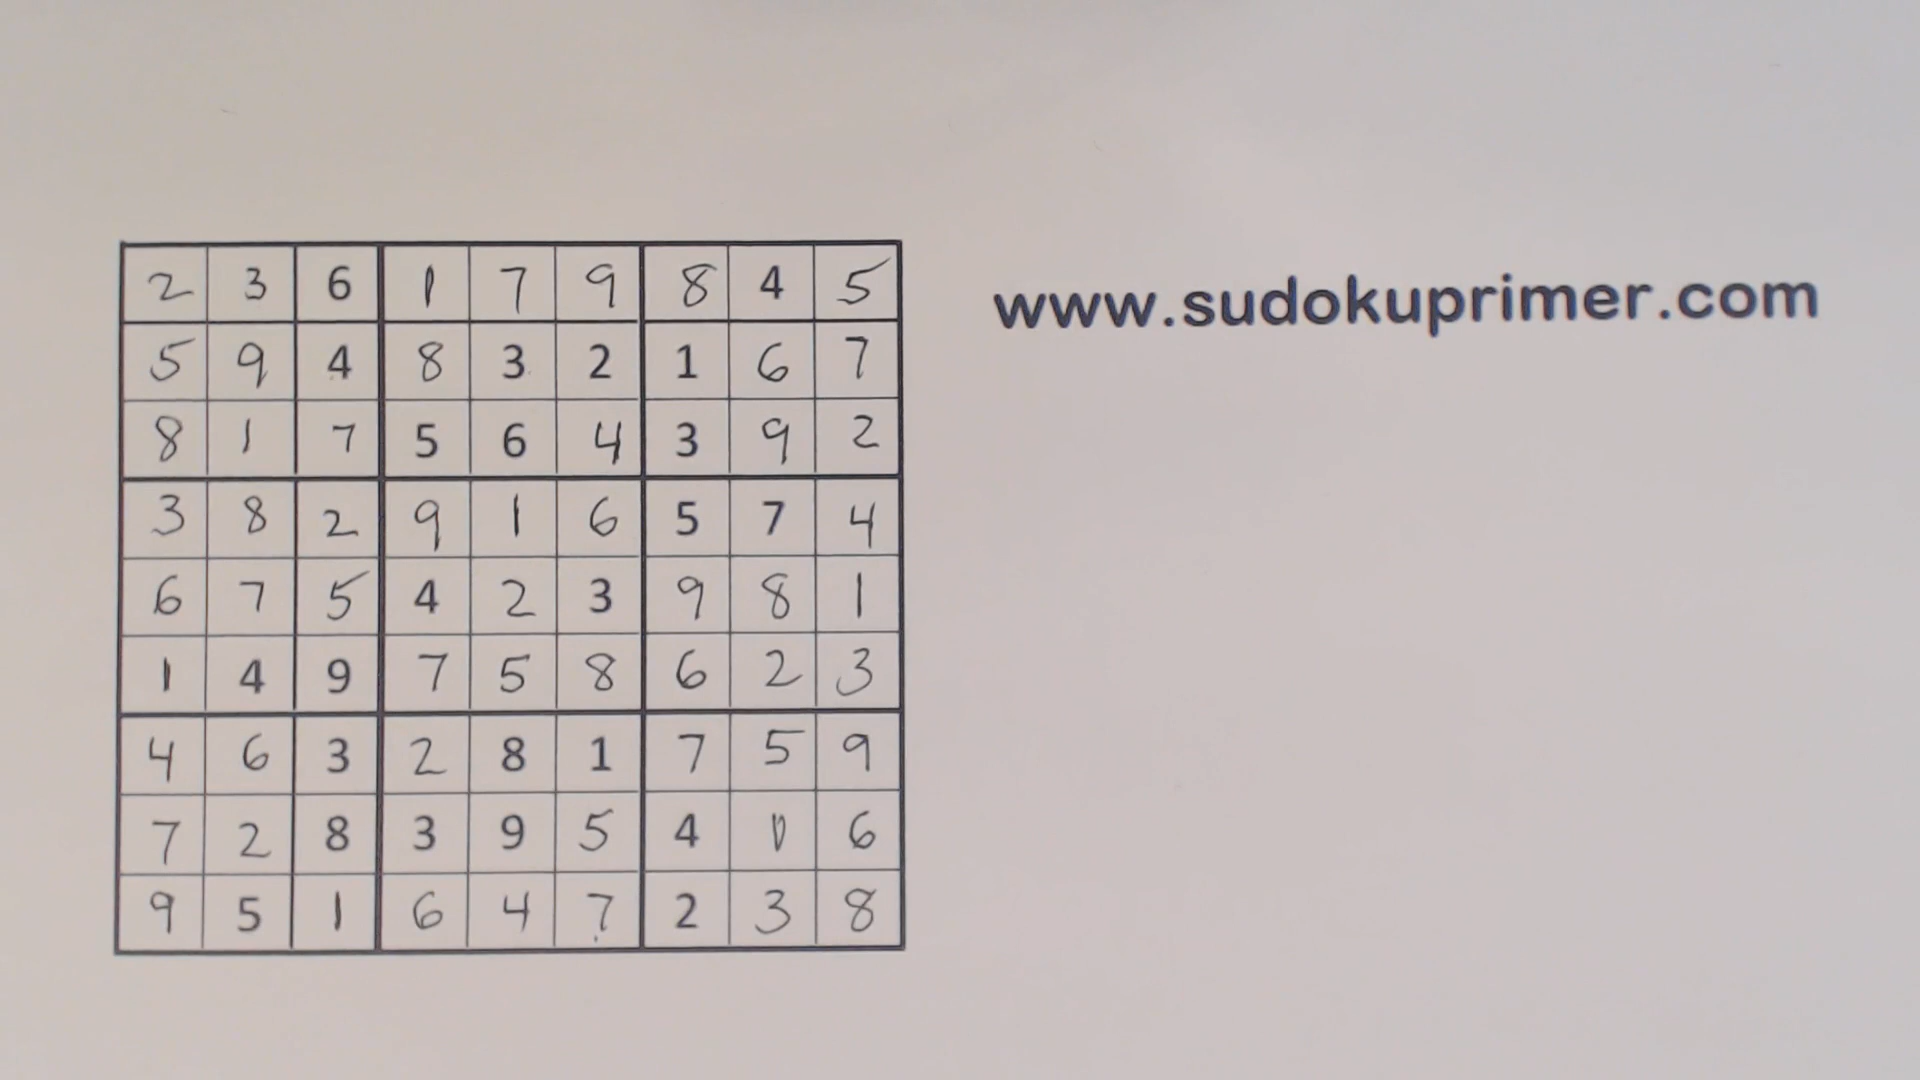 2 3 6 1 7 9 8 4 5
www.sudokuprimer.com
5 9 4 8 3 2 1 6 7
8 1 7 5 6 4 3 9 2
3 8 2 9 1 6 5 7 4
6 7 5 4 2 3 9 8 1
1 4 9 7 5 8 6 2 3
4 6 3 2 8 1 7 5 9
7 2 8 3 9 5 4 1 6
9 5 1 6 4 7 2 3 8